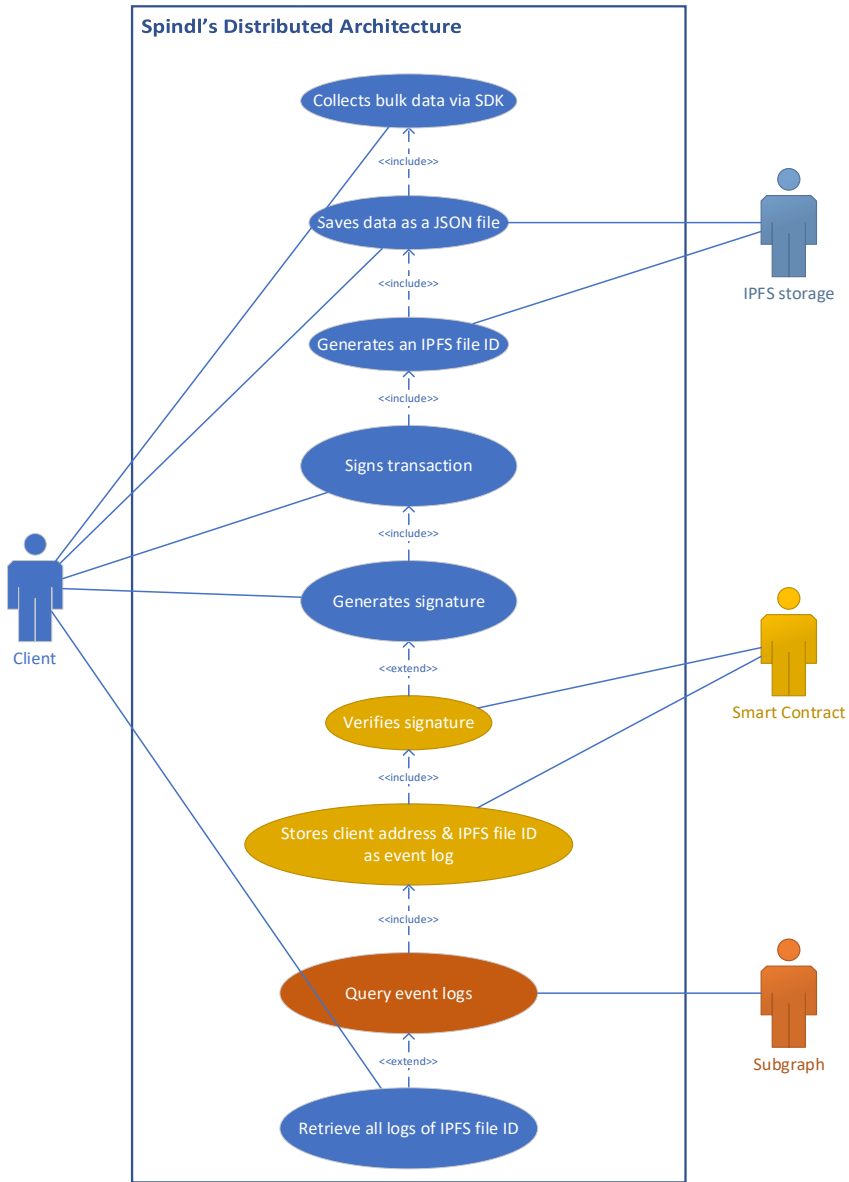 Spindl's Distributed Architecture
Collects bulk data via SDK
<<include>>
Saves data as a JSON file
IPFS storage
<<include>>
Generates an IPFS file ID
<<include>>
Signs transaction
<<include>>
Generates signature
Client
<<extend>>
Verifies signature
Smart Contract
<<include>>
Stores client address & IPFS file ID
as event log
<<include>>
Query event logs
Subgraph
<<extend>>
Retrieve all logs of IPFS file ID